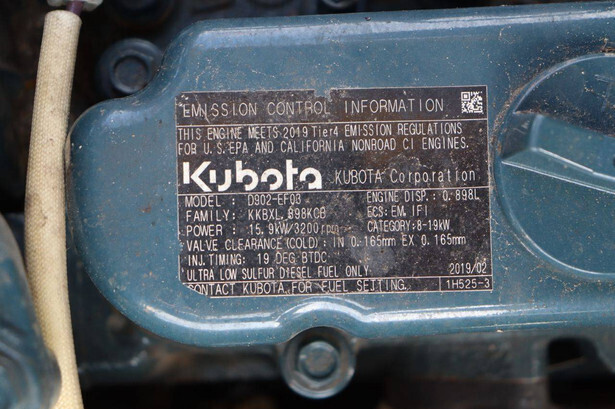 EMISSION CONTROL INFORMATION
THIS ENGINE MEETS 2019 Tier4 EMISSION REGULATIONS
FOR U.S.EPA AND CALIFORNIA NONROAD CI ENGINES.
Kubota KUBOTA Corporation
MODEL : D902-EF03 ENGINE DISP.: 0.898L
FAMILY: KKBXL.898KCB ECS:EM,IFI
POWER : 15.9kW/3200rpm CATEGORY:8-19kW
VALVE CLEARANCE(COLD): IN 0.165mm EX 0.165mm
INJ.TIMING: 19 DEG BTDC
ULTRA LOW SULFUR DIESEL FUEL ONLY. 2019/02
CONTACT KUBOTA FOR FUEL SETTING. 1H525-3